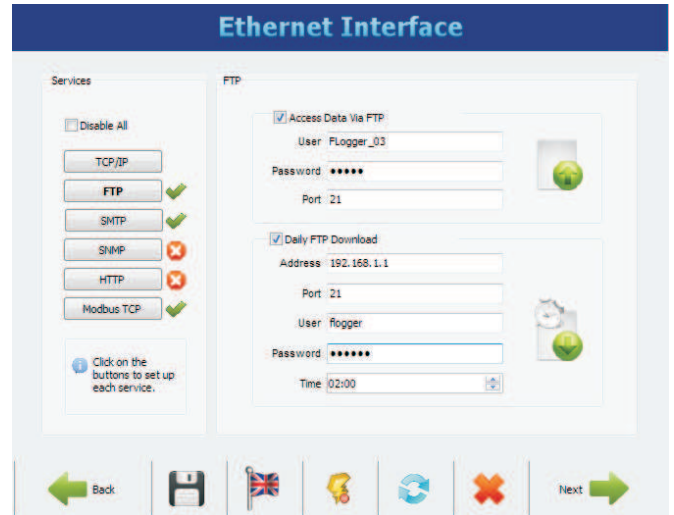 Ethernet Interface
Services
Disable All
TCP/IP
FTP
SMTP
SNMP
HTTP
Modbus TCP
Click on the
buttons to set up
each service.
FTP
Access Data Via FTP
User FLogger_03
Password •••••
Port 21
Daily FTP Download
Address 192.168.1.1
Port 21
User flogger
Password ••••••
Time 02:00
Back
Next